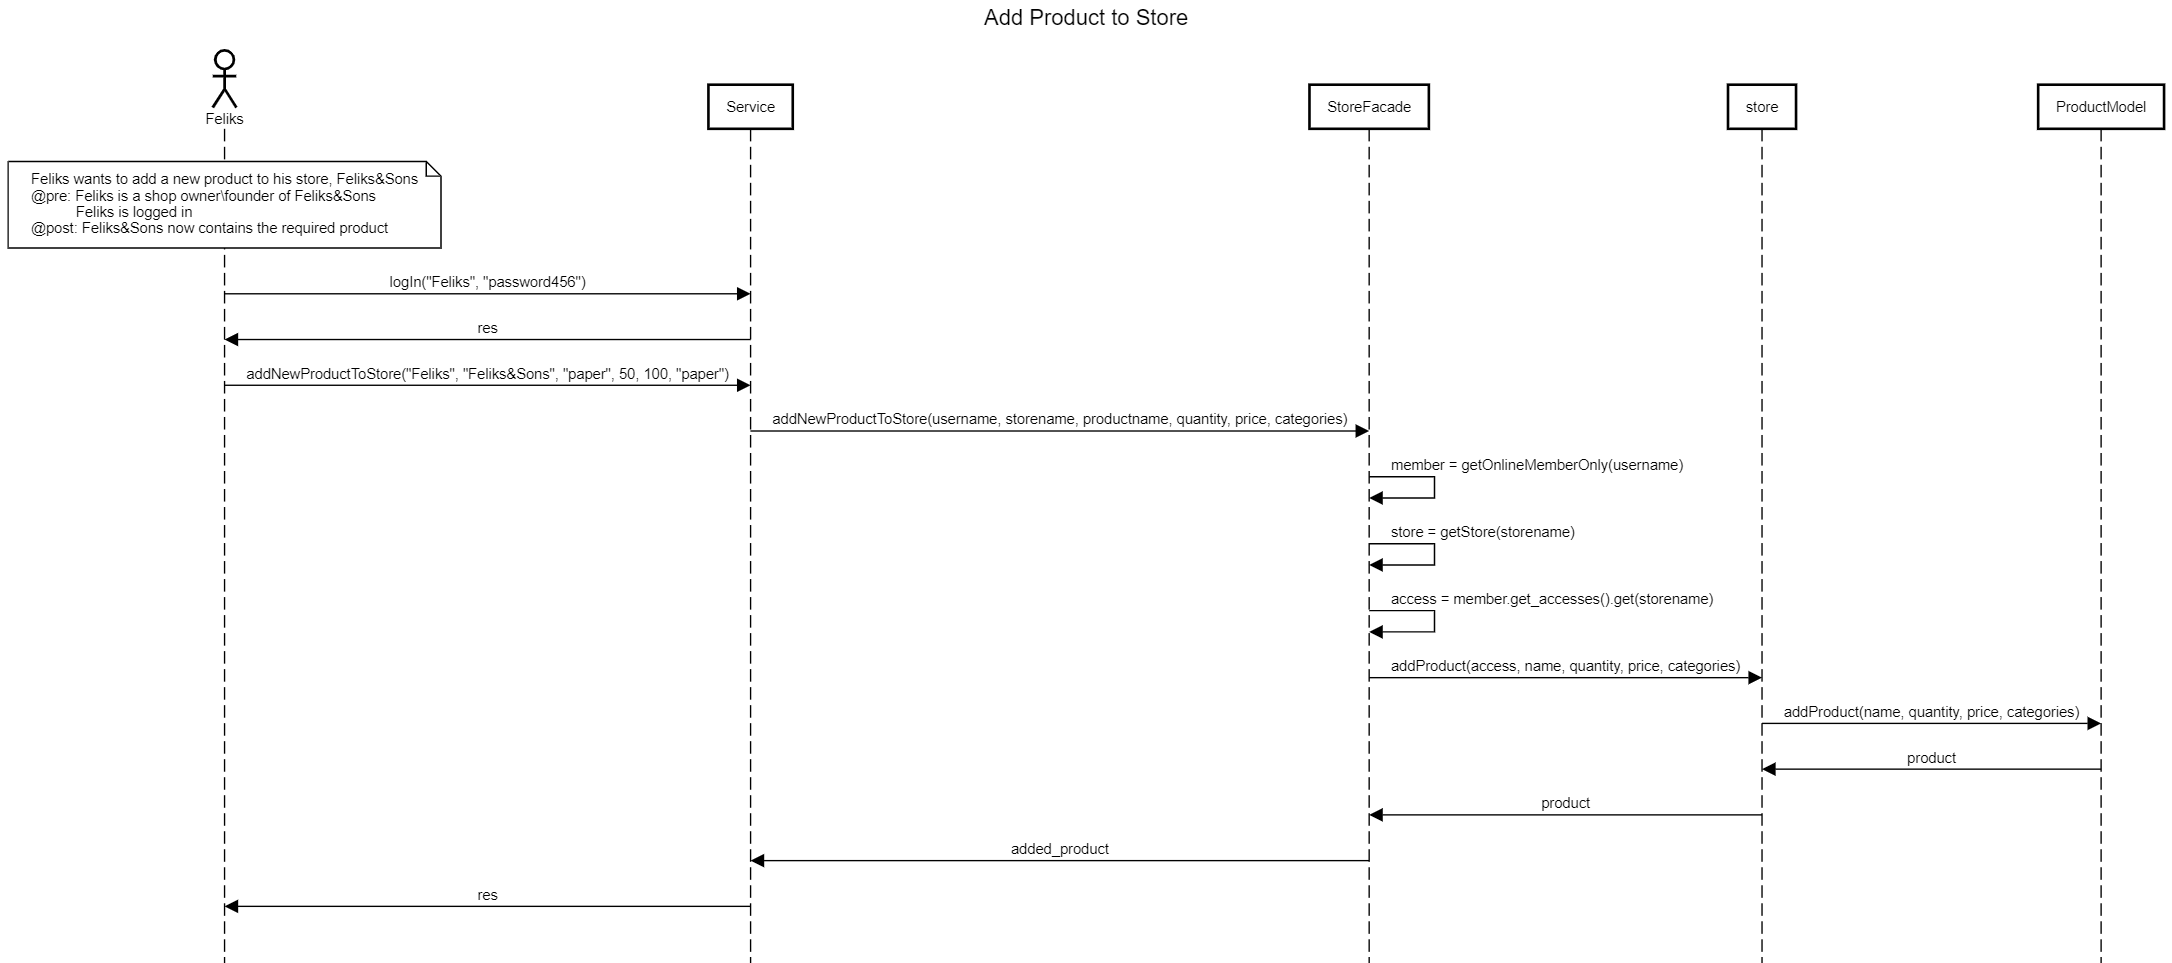 Add Product to Store
Feliks
Service
StoreFacade
store
ProductModel
Feliks wants to add a new product to his store, Feliks&Sons
@pre: Feliks is a shop owner\founder of Feliks&Sons
Feliks is logged in
@post: Feliks&Sons now contains the required product
logIn("Feliks", "password456")
res
addNewProductToStore("Feliks", "Feliks&Sons", "paper", 50, 100, "paper")
addNewProductToStore(username, storename, productname, quantity, price, categories)
member = getOnlineMemberOnly(username)
store = getStore(storename)
access = member.get_accesses().get(storename)
addProduct(access, name, quantity, price, categories)
addProduct(name, quantity, price, categories)
product
product
added_product
res